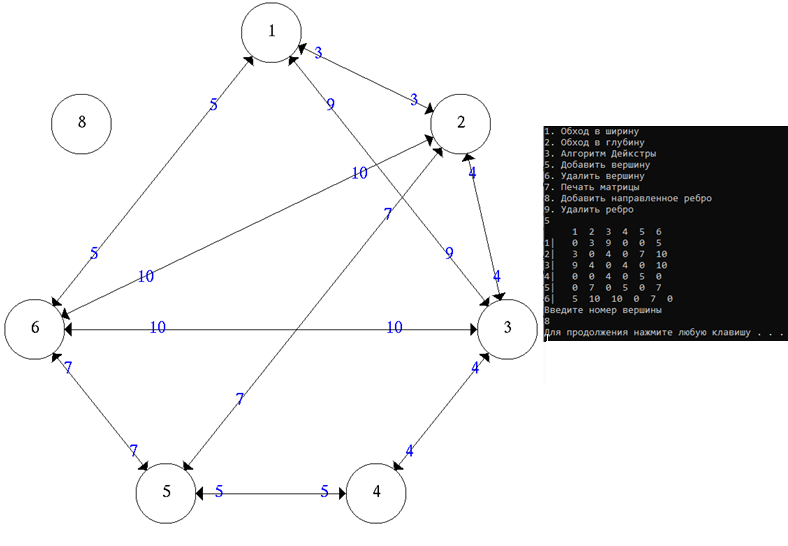 1
3
3
5
9
8
2
10
4
7
5
10
9
4
6
10
10
3
7
4
7
7
4
5
5
5
4
1. Обход в ширину
2. Обход в глубину
3. Алгоритм Дейкстры
5. Добавить вершину
6. Удалить вершину
7. Печать матрицы
8. Добавить направленное ребро
9. Удалить ребро
5
1 2 3 4 5 6
1| 0 3 9 0 0 5
2| 3 0 4 0 7 10
3| 9 4 0 4 0 10
4| 0 0 4 0 5 0
5| 0 7 0 5 0 7
6| 5 10 10 0 7 0
Введите номер вершины
8
Для продолжения нажмите любую клавишу . . .